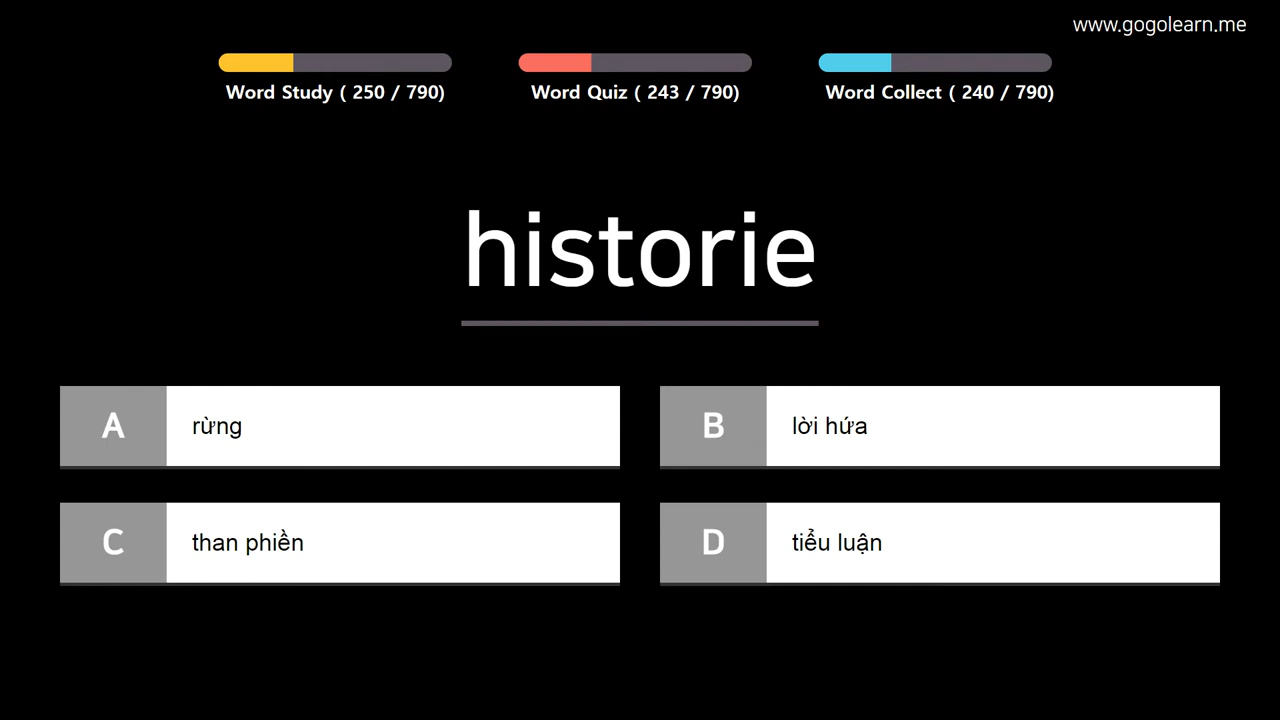 www.gogolearn.me
Word Study ( 250 / 790)
Word Quiz ( 243 / 790)
Word Collect ( 240 / 790)
historie
A rừng
B lời hứa
C than phiền
D tiểu luận